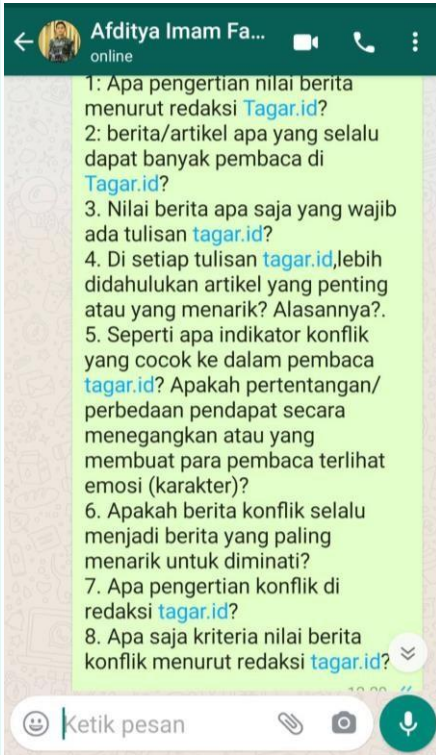 Afditya Imam Fa...
online
1: Apa pengertian nilai berita
menurut redaksi Tagar.id?
2: berita/artikel apa yang selalu
dapat banyak pembaca di
Tagar.id?
3. Nilai berita apa saja yang wajib
ada tulisan tagar.id?
4. Di setiap tulisan tagar.id,lebih
didahulukan artikel yang penting
atau yang menarik? Alasannya?.
5. Seperti apa indikator konflik
yang cocok ke dalam pembaca
tagar.id? Apakah pertentangan/
perbedaan pendapat secara
menegangkan atau yang
membuat para pembaca terlihat
emosi (karakter)?
6. Apakah berita konflik selalu
menjadi berita yang paling
menarik untuk diminati?
7. Apa pengertian konflik di
redaksi tagar.id?
8. Apa saja kriteria nilai berita
konflik menurut redaksi tagar.id?
Ketik pesan